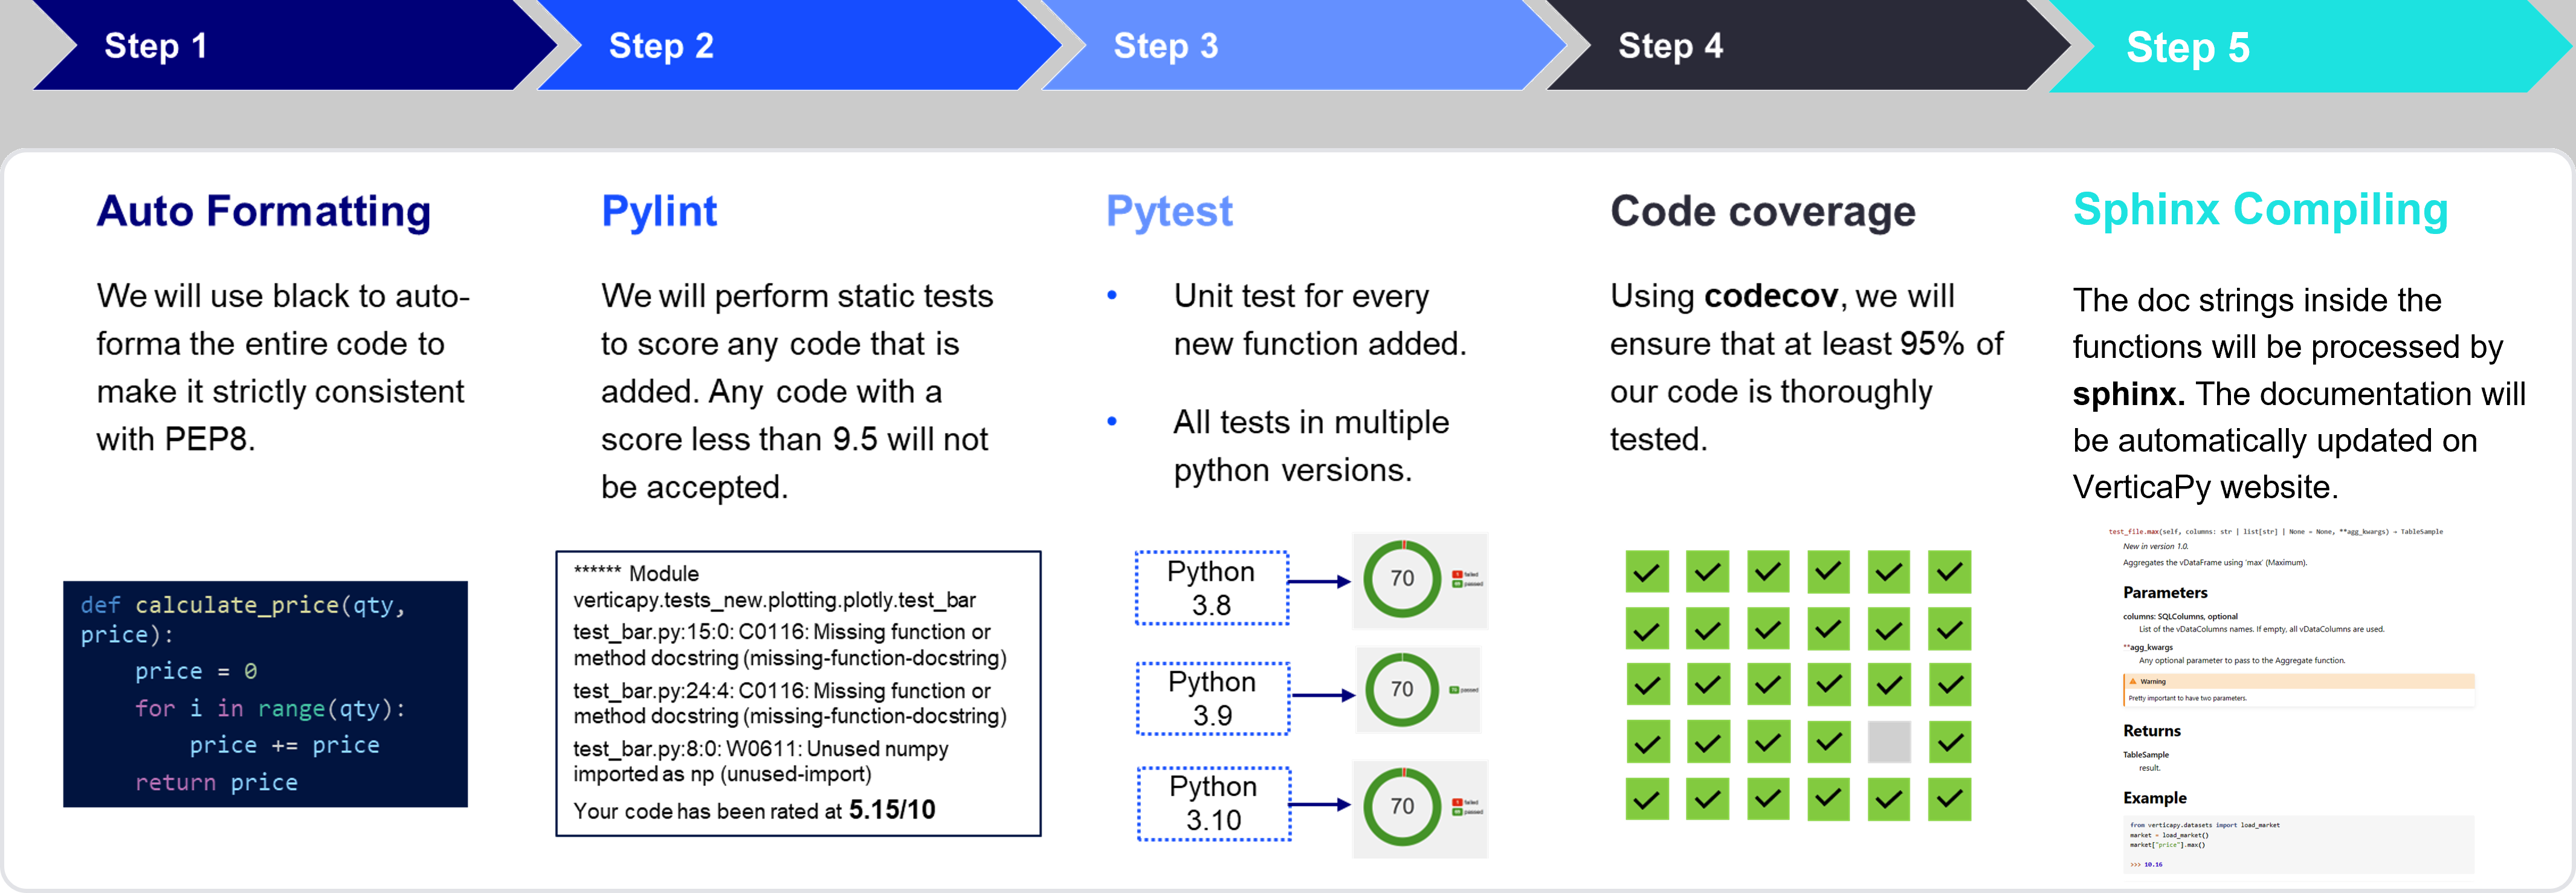 Step 1
Step 2
Step 3
Step 4
Step 5
Auto Formatting
We will use black to auto-
forma the entire code to
make it strictly consistent
with PEP8.
def calculate_price(qty,
price):
price = 0
for i in range(qty):
price += price
return price
Pylint
We will perform static tests
to score any code that is
added. Any code with a
score less than 9.5 will not
be accepted.
****** Module
verticapy.tests_new.plotting.plotly.test_bar
test_bar.py:15:0: C0116: Missing function or
method docstring (missing-function-docstring)
test_bar.py:24:4: C0116: Missing function or
method docstring (missing-function-docstring)
test_bar.py:8:0: W0611: Unused numpy
imported as np (unused-import)
Your code has been rated at 5.15/10
Pytest
• Unit test for every
new function added.
• All tests in multiple
python versions.
Python
3.8
70
failed
passed
Python
3.9
70
passed
Python
3.10
70
failed
passed
Code coverage
Using codecov, we will
ensure that at least 95% of
our code is thoroughly
tested.
Sphinx Compiling
The doc strings inside the
functions will be processed by
sphinx. The documentation will
be automatically updated on
VerticaPy website.
test_file.max(self, columns: str | list[str] | None = None, **agg_kwargs) → TableSample
New in version 1.0.
Aggregates the vDataFrame using 'max' (Maximum).
Parameters
columns: SQLColumns, optional
List of the vDataColumns names. If empty, all vDataColumns are used.
**agg_kwargs
Any optional parameter to pass to the Aggregate function.
Warning
Pretty important to have two parameters.
Returns
TableSample
result.
Example
from verticapy.datasets import load_market
market = load_market()
market["price"].max()
>>> 10.16